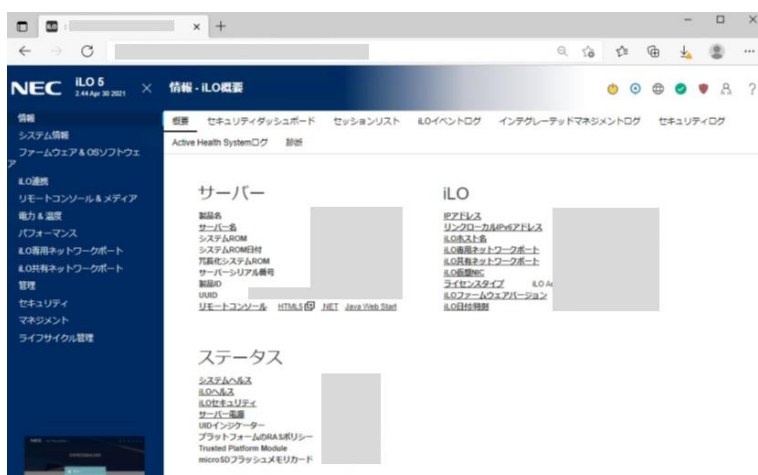 iLO
NEC iLO 5
2.44 Apr 30 2021
情報 - iLO概要
情報
システム情報
ファームウェア & OSソフトウェ
ア
iLO連携
リモートコンソール & メディア
電力 & 温度
パフォーマンス
iLO専用ネットワークポート
iLO共有ネットワークポート
管理
セキュリティ
マネジメント
ライフサイクル管理
概要 セキュリティダッシュボード セッションリスト iLOイベントログ インテグレーテッドマネジメントログ セキュリティログ
Active Health Systemログ 診断
サーバー
製品名
サーバー名
システムROM
システムROM日付
冗長化システムROM
サーバーシリアル番号
製品ID
UUID
リモートコンソール HTML5 .NET Java Web Start
iLO
IPアドレス
リンクローカルIPv6アドレス
iLOホスト名
iLO専用ネットワークポート
iLO共有ネットワークポート
iLO仮想NIC
ライセンスタイプ iLO
iLOファームウェアバージョン
iLO日付/時刻
ステータス
システムヘルス
iLOヘルス
iLOセキュリティ
サーバー電源
UIDインジケーター
プラットフォームのRASポリシー
Trusted Platform Module
microSDフラッシュメモリカード